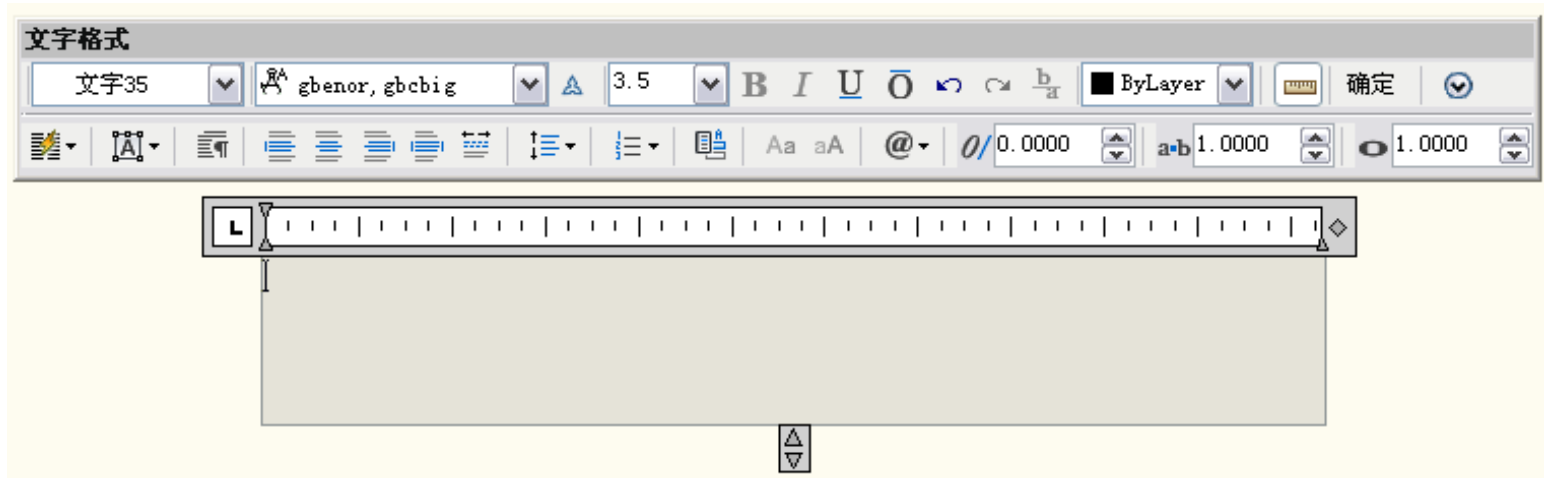 文字格式
文字35 gbenor, gbcbig 3.5 B I U O b/a ByLayer 确定
A Aa aA @ 0/ 0.0000 a•b 1.0000 O 1.0000
L